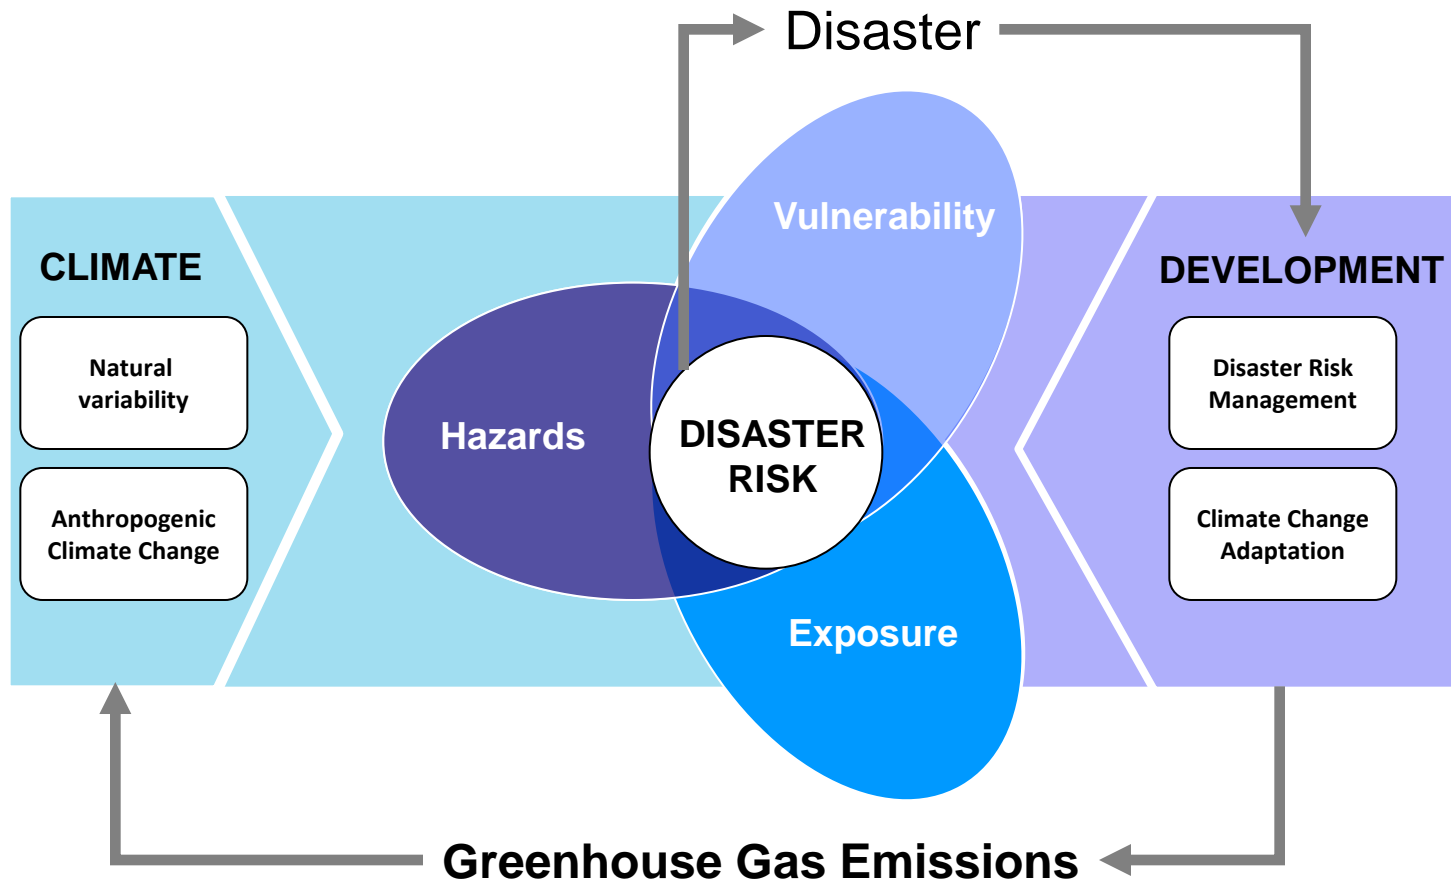 Disaster
Vulnerability
CLIMATE
DEVELOPMENT
Natural
variability
Disaster Risk
Management
Hazards
DISASTER
RISK
Anthropogenic
Climate Change
Climate Change
Adaptation
Exposure
Greenhouse Gas Emissions